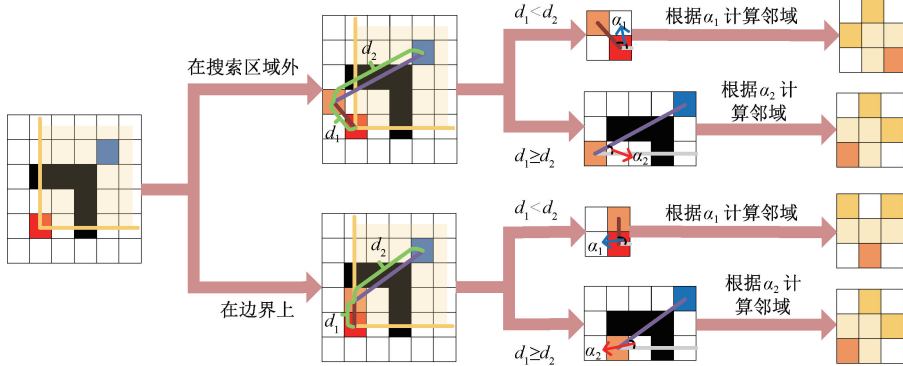 在搜索区域外
d₂
d₁
d₁<d₂
α₁
根据α₁计算邻域
d₁≥d₂
α₂
根据α₂计
算邻域
在边界上
d₂
d₁
d₁<d₂
α₁
根据α₁计算邻域
d₁≥d₂
α₂
根据α₂计
算邻域